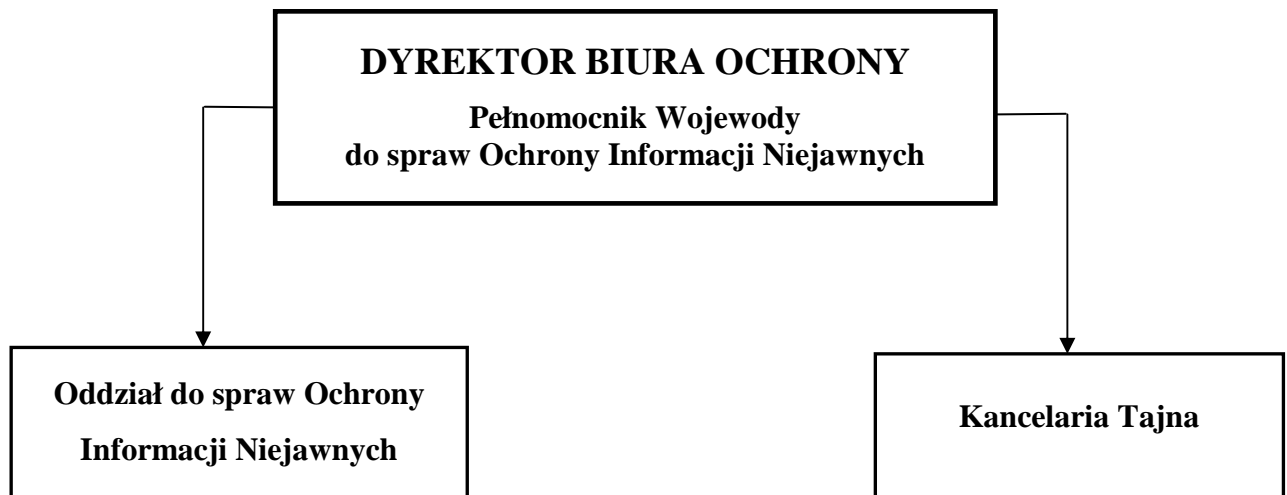 DYREKTOR BIURA OCHRONY
Pełnomocnik Wojewody
do spraw Ochrony Informacji Niejawnych
Oddział do spraw Ochrony
Informacji Niejawnych
Kancelaria Tajna